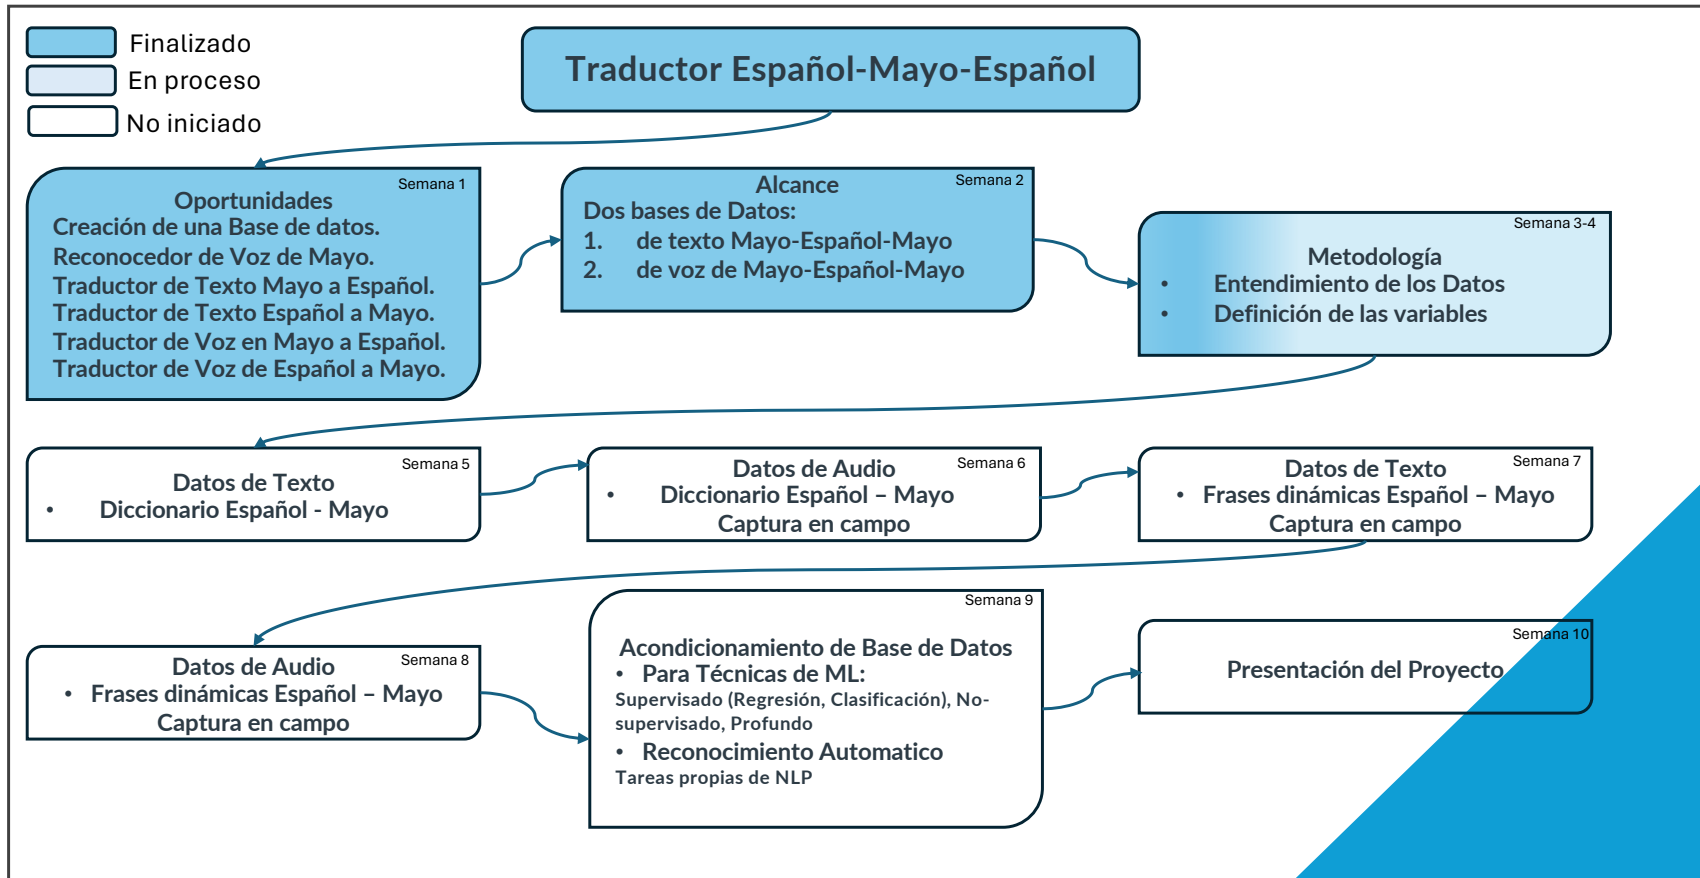 Finalizado
En proceso
No iniciado
Traductor Español-Mayo-Español
Semana 1
Oportunidades
Creación de una Base de datos.
Reconocedor de Voz de Mayo.
Traductor de Texto Mayo a Español.
Traductor de Texto Español a Mayo.
Traductor de Voz en Mayo a Español.
Traductor de Voz de Español a Mayo.
Semana 2
Alcance
Dos bases de Datos:
1. de texto Mayo-Español-Mayo
2. de voz de Mayo-Español-Mayo
Semana 3-4
Metodología
• Entendimiento de los Datos
• Definición de las variables
Semana 5
Datos de Texto
• Diccionario Español - Mayo
Semana 6
Datos de Audio
• Diccionario Español – Mayo
Captura en campo
Semana 7
Datos de Texto
• Frases dinámicas Español – Mayo
Captura en campo
Semana 8
Datos de Audio
• Frases dinámicas Español – Mayo
Captura en campo
Semana 9
Acondicionamiento de Base de Datos
• Para Técnicas de ML:
Supervisado (Regresión, Clasificación), No-
supervisado, Profundo
• Reconocimiento Automatico
Tareas propias de NLP
Semana 10
Presentación del Proyecto